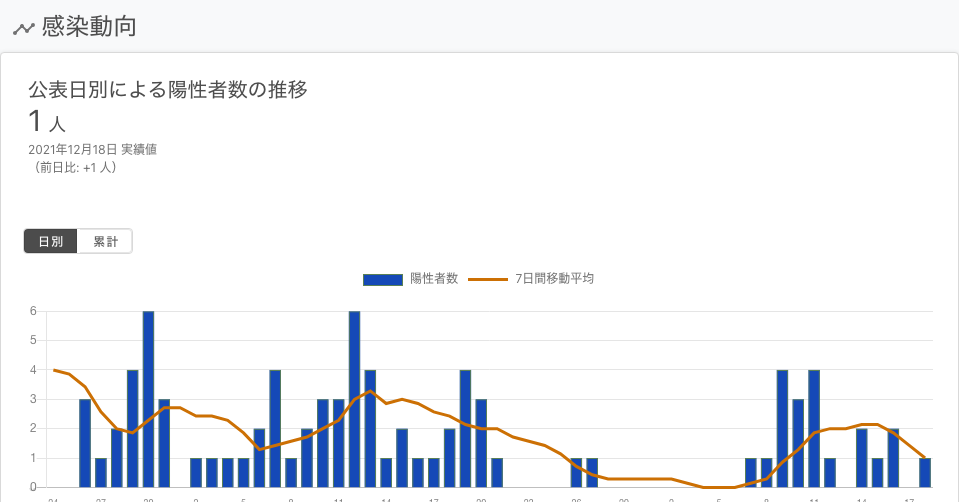 感染動向
公表日別による陽性者数の推移
1 人
2021年12月18日 実績値
（前日比: +1 人）
日別 累計
陽性者数 7日間移動平均
6
5
4
3
2
1
0